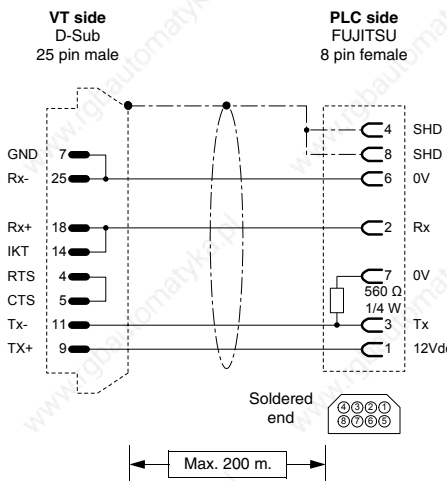 VT side
D-Sub
25 pin male
PLC side
FUJITSU
8 pin female
GND 7
Rx- 25
Rx+ 18
IKT 14
RTS 4
CTS 5
Tx- 11
TX+ 9
4 SHD
8 SHD
6 0V
2 Rx
7 0V
560 Ω
1/4 W
3 Tx
1 12Vdc
Soldered
end
4 3 2 1
8 7 6 5
Max. 200 m.
www.rgbautomatyka.pl